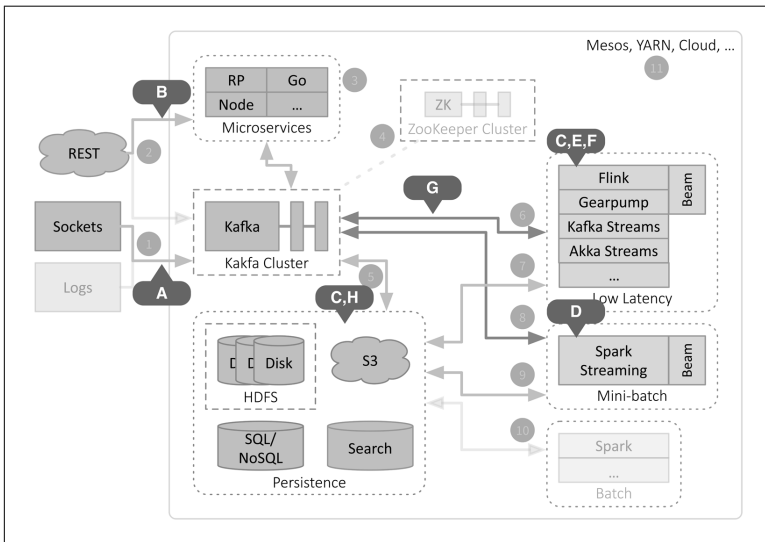 Mesos, YARN, Cloud, ...
11
B
RP
Go
3
Node
...
Microservices
ZK
4
ZooKeeper Cluster
REST
2
C,E,F
Flink
Beam
Gearpump
G
Kafka
6
Kafka Streams
Sockets
1
Akka Streams
Kakfa Cluster
...
7
5
Logs
A
Low Latency
C,H
D
8
D
D
Disk
S3
Spark
Streaming
Beam
HDFS
9
Mini-batch
SQL/
NoSQL
Search
10
Spark
...
Persistence
Batch